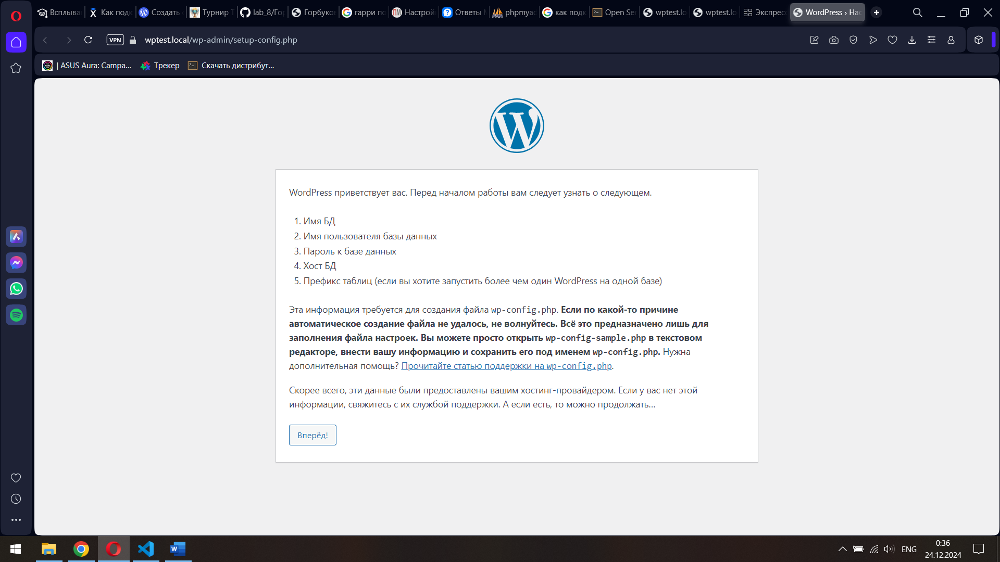 Всплыва
Как подк
Создать
Турнир Т
lab_8/Гор
Горбуко
гарри по
Настрой
Ответы М
phpmyad
как подк
Open Se
wptest.lo
wptest.lo
Экспресс
WordPress › Нас
VPN
wptest.local/wp-admin/setup-config.php
| ASUS Aura: Campa...
Трекер
Скачать дистрибут...
WordPress приветствует вас. Перед началом работы вам следует узнать о следующем.
1. Имя БД
2. Имя пользователя базы данных
3. Пароль к базе данных
4. Хост БД
5. Префикс таблиц (если вы хотите запустить более чем один WordPress на одной базе)
Эта информация требуется для создания файла wp-config.php. Если по какой-то причине
автоматическое создание файла не удалось, не волнуйтесь. Всё это предназначено лишь для
заполнения файла настроек. Вы можете просто открыть wp-config-sample.php в текстовом
редакторе, внести вашу информацию и сохранить его под именем wp-config.php. Нужна
дополнительная помощь? Прочитайте статью поддержки на wp-config.php.
Скорее всего, эти данные были предоставлены вашим хостинг-провайдером. Если у вас нет этой
информации, свяжитесь с их службой поддержки. А если есть, то можно продолжать…
Вперёд!
ENG
0:36
24.12.2024